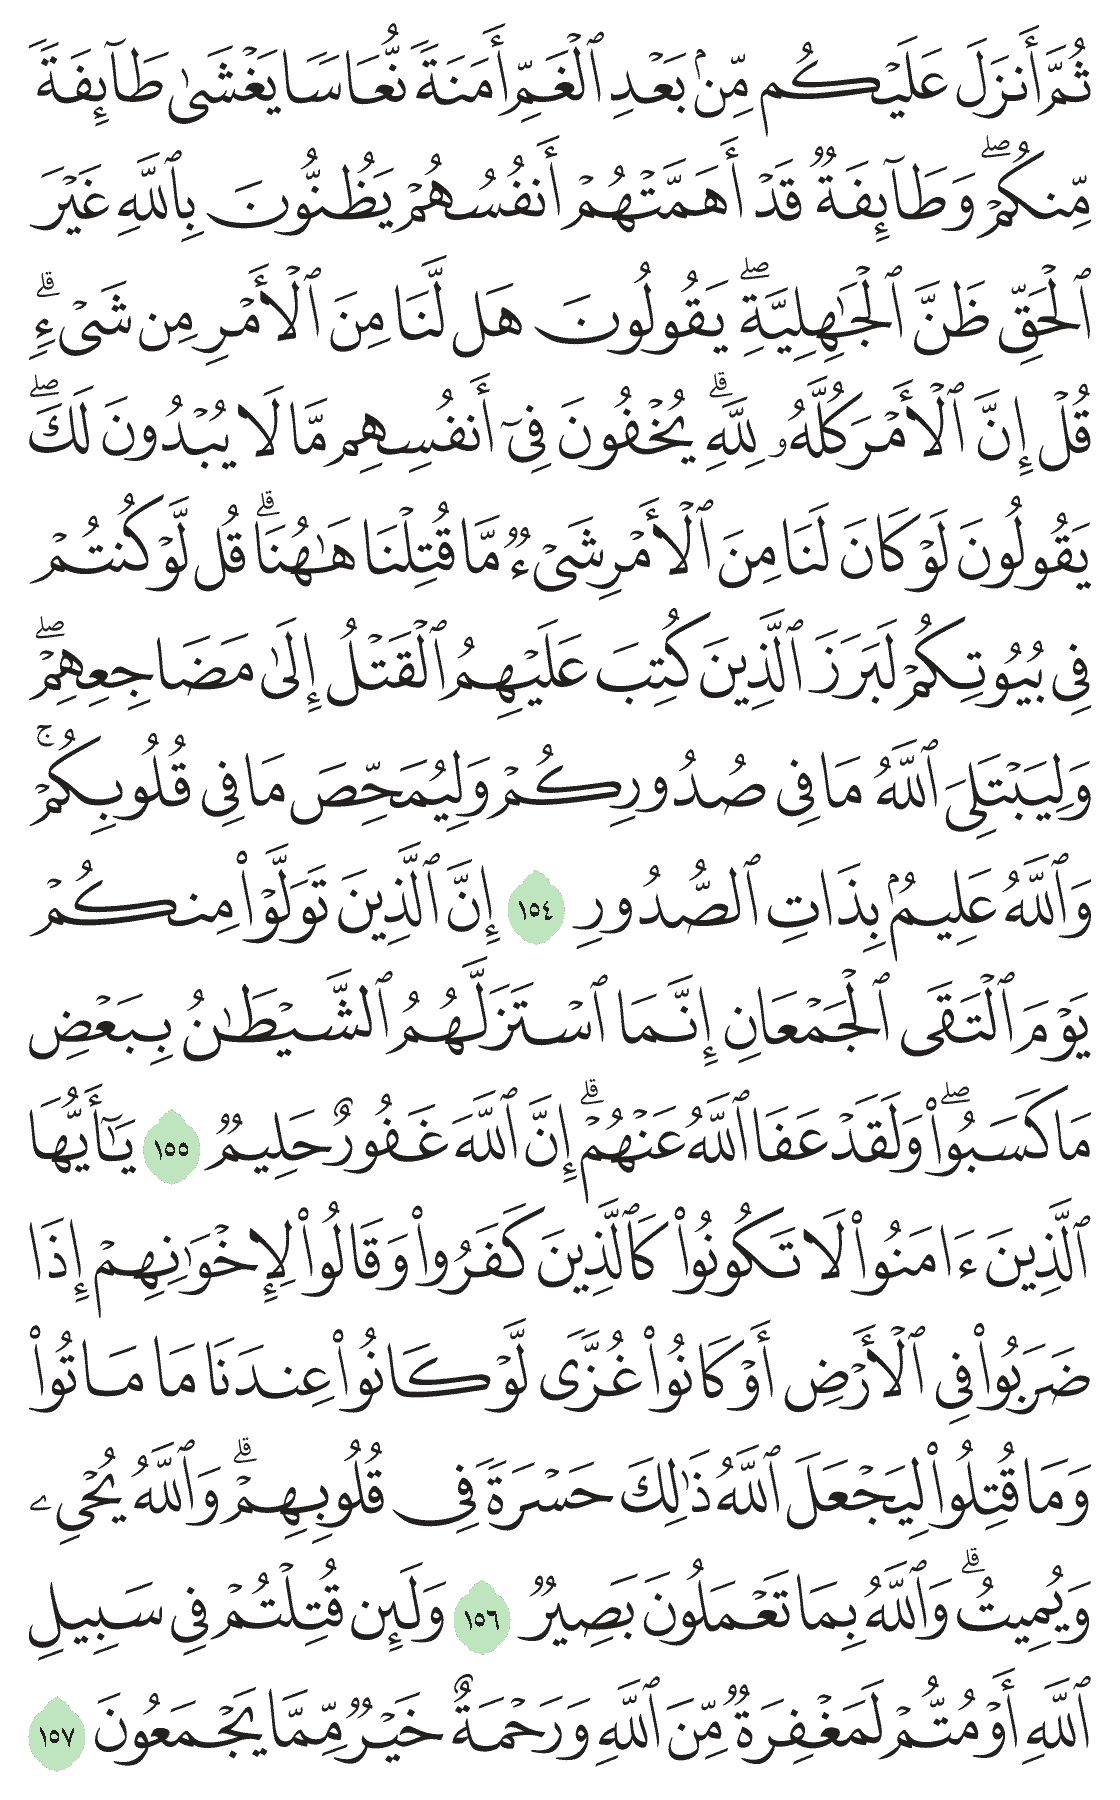 ثُمَّ أَنزَلَ عَلَيْكُم مِّنۢ بَعْدِ ٱلْغَمِّ أَمَنَةً نُّعَاسًا يَغْشَىٰ طَآئِفَةً
مِّنكُمْ ۖ وَطَآئِفَةٌ قَدْ أَهَمَّتْهُمْ أَنفُسُهُمْ يَظُنُّونَ بِٱللَّهِ غَيْرَ
ٱلْحَقِّ ظَنَّ ٱلْجَٰهِلِيَّةِ ۖ يَقُولُونَ هَل لَّنَا مِنَ ٱلْأَمْرِ مِن شَىْءٍ ۗ
قُلْ إِنَّ ٱلْأَمْرَ كُلَّهُۥ لِلَّهِ ۗ يُخْفُونَ فِىٓ أَنفُسِهِم مَّا لَا يُبْدُونَ لَكَ ۖ
يَقُولُونَ لَوْ كَانَ لَنَا مِنَ ٱلْأَمْرِ شَىْءٌ مَّا قُتِلْنَا هَٰهُنَا ۗ قُل لَّوْ كُنتُمْ
فِى بُيُوتِكُمْ لَبَرَزَ ٱلَّذِينَ كُتِبَ عَلَيْهِمُ ٱلْقَتْلُ إِلَىٰ مَضَاجِعِهِمْ ۖ
وَلِيَبْتَلِىَ ٱللَّهُ مَا فِى صُدُورِكُمْ وَلِيُمَحِّصَ مَا فِى قُلُوبِكُمْ ۚ
وَٱللَّهُ عَلِيمٌۢ بِذَاتِ ٱلصُّدُورِ ١٥٤ إِنَّ ٱلَّذِينَ تَوَلَّوْا۟ مِنكُمْ
يَوْمَ ٱلْتَقَى ٱلْجَمْعَانِ إِنَّمَا ٱسْتَزَلَّهُمُ ٱلشَّيْطَٰنُ بِبَعْضِ
مَا كَسَبُوا۟ ۖ وَلَقَدْ عَفَا ٱللَّهُ عَنْهُمْ ۗ إِنَّ ٱللَّهَ غَفُورٌ حَلِيمٌ ١٥٥ يَٰٓأَيُّهَا
ٱلَّذِينَ ءَامَنُوا۟ لَا تَكُونُوا۟ كَٱلَّذِينَ كَفَرُوا۟ وَقَالُوا۟ لِإِخْوَٰنِهِمْ إِذَا
ضَرَبُوا۟ فِى ٱلْأَرْضِ أَوْ كَانُوا۟ غُزًّى لَّوْ كَانُوا۟ عِندَنَا مَا مَاتُوا۟
وَمَا قُتِلُوا۟ لِيَجْعَلَ ٱللَّهُ ذَٰلِكَ حَسْرَةً فِى قُلُوبِهِمْ ۗ وَٱللَّهُ يُحْىِۦ
وَيُمِيتُ ۗ وَٱللَّهُ بِمَا تَعْمَلُونَ بَصِيرٌ ١٥٦ وَلَئِن قُتِلْتُمْ فِى سَبِيلِ
ٱللَّهِ أَوْ مُتُّمْ لَمَغْفِرَةٌ مِّنَ ٱللَّهِ وَرَحْمَةٌ خَيْرٌ مِّمَّا يَجْمَعُونَ ١٥٧